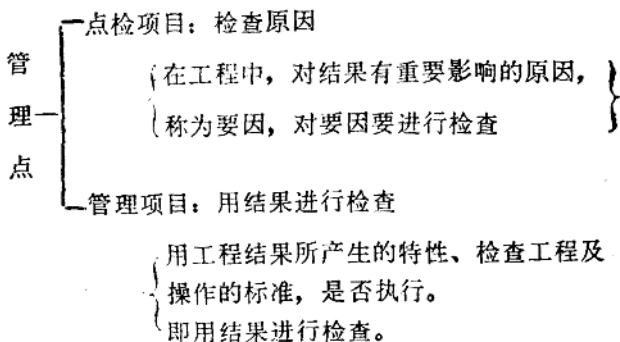 点检项目：检查原因
在工程中，对结果有重要影响的原因，
称为要因，对要因要进行检查
管理点
管理项目：用结果进行检查
用工程结果所产生的特性、检查工程及
操作的标准，是否执行。
即用结果进行检查。